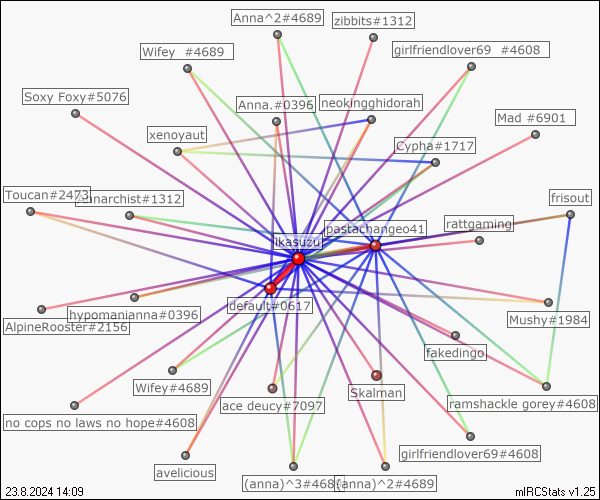 Anna^2#4689
zibbits#1312
Wifey #4689
girlfriendlover69 #4608
Soxy Foxy#5076
Anna.#0396
neokingghidorah
Mad #6901
xenoyaut
Cypha#1717
Toucan#2473
annarchist#1312
frisout
pastachangeo41
rattgaming
ikasuzu
default#0617
hypomanianna#0396
AlpineRooster#2156
Mushy#1984
fakedingo
Wifey#4689
Skalman
ace deucy#7097
ramshackle gorey#4608
no cops no laws no hope#4608
girlfriendlover69#4608
avelicious
(anna)^3#468
(anna)^2#4689
23.8.2024 14:09
mIRCStats v1.25